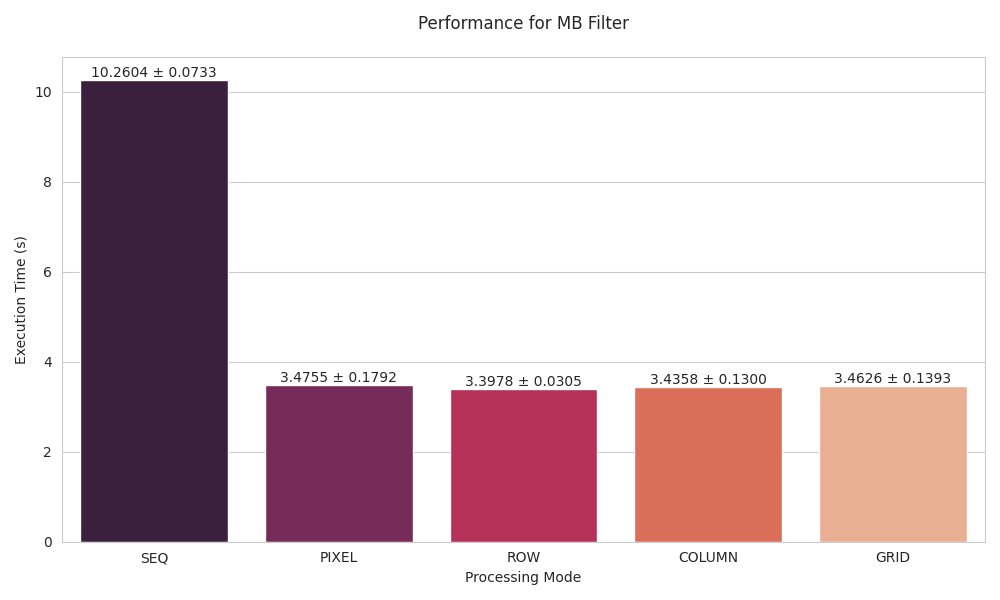 Performance for MB Filter
Execution Time (s)
10
8
6
4
2
0
10.2604 ± 0.0733
3.4755 ± 0.1792
3.3978 ± 0.0305
3.4358 ± 0.1300
3.4626 ± 0.1393
SEQ
PIXEL
ROW
COLUMN
GRID
Processing Mode